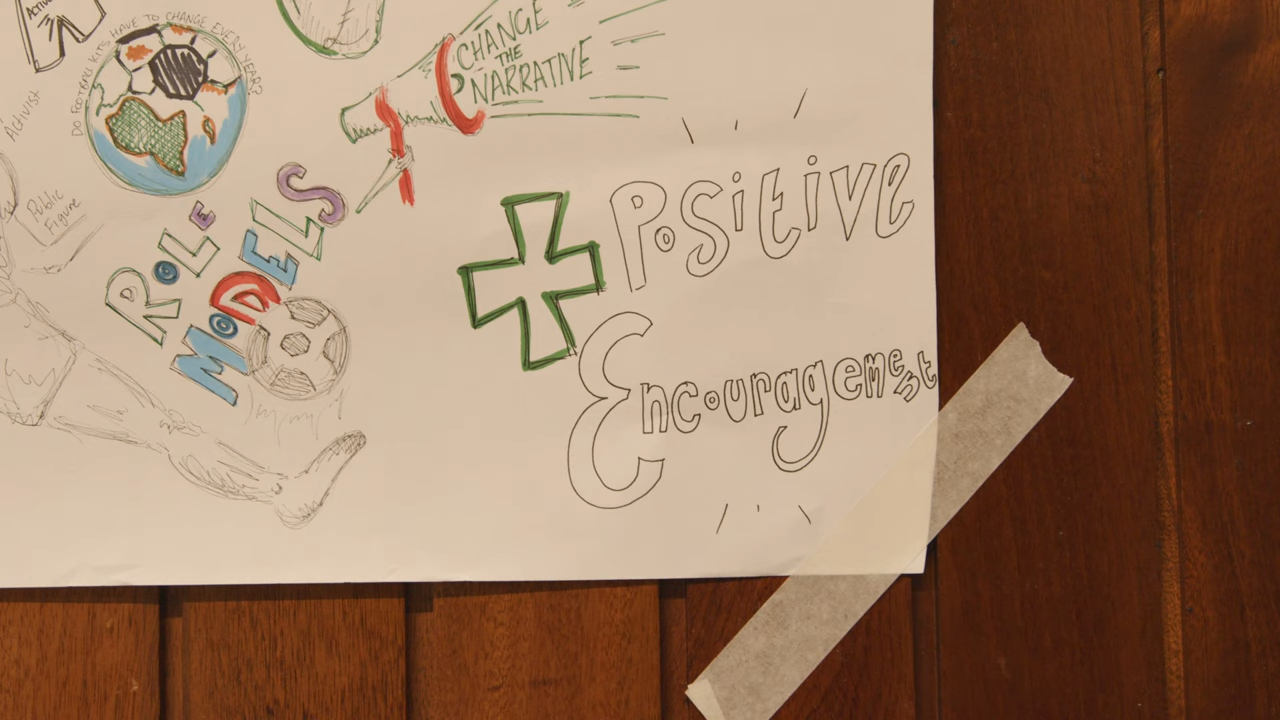 DO FOOTBALL KITS HAVE TO CHANGE EVERY YEAR?
CHANGE
THE
NARRATIVE
Activist
Public
Figure
ROLE
MODELS
Positive
Encouragement